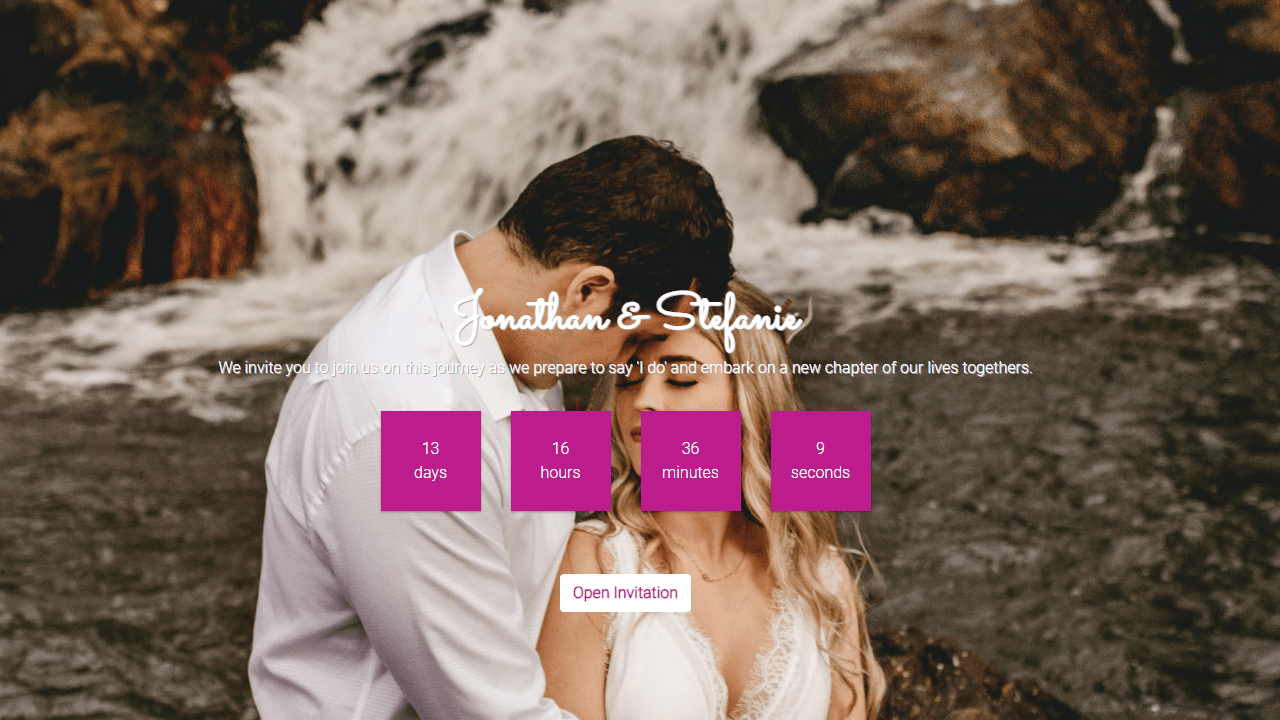 Jonathan & Stefanie
We invite you to join us on this journey as we prepare to say 'I do' and embark on a new chapter of our lives togethers.
13
days
16
hours
36
minutes
9
seconds
Open Invitation